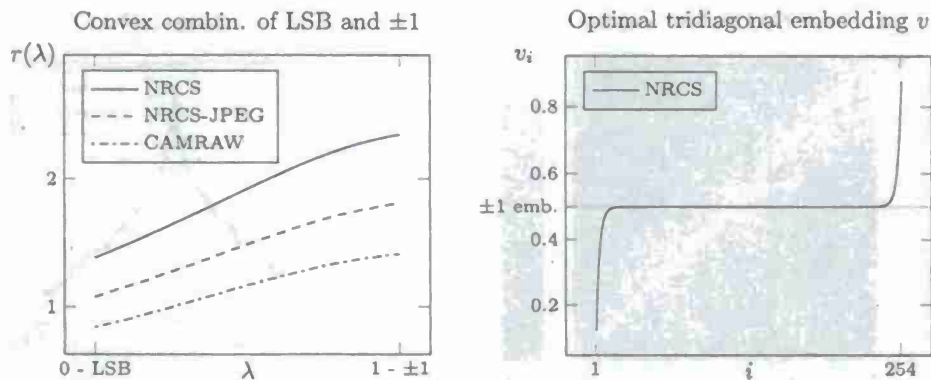 Convex combin. of LSB and ±1
τ(λ)
NRCS
NRCS-JPEG
CAMRAW
2
1
0 - LSB
λ
1 - ±1
Optimal tridiagonal embedding v
v_i
NRCS
0.8
0.6
±1 emb.
0.4
0.2
1
i
254